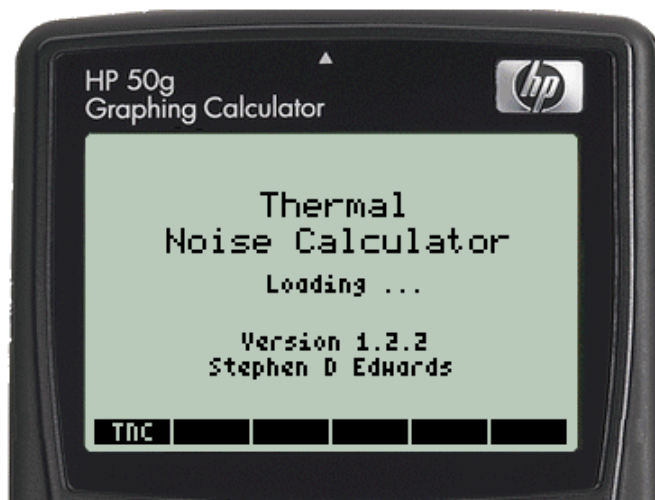 HP 50g
Graphing Calculator
hp
Thermal
Noise Calculator
Loading ...
Version 1.2.2
Stephen D Edwards
TNC